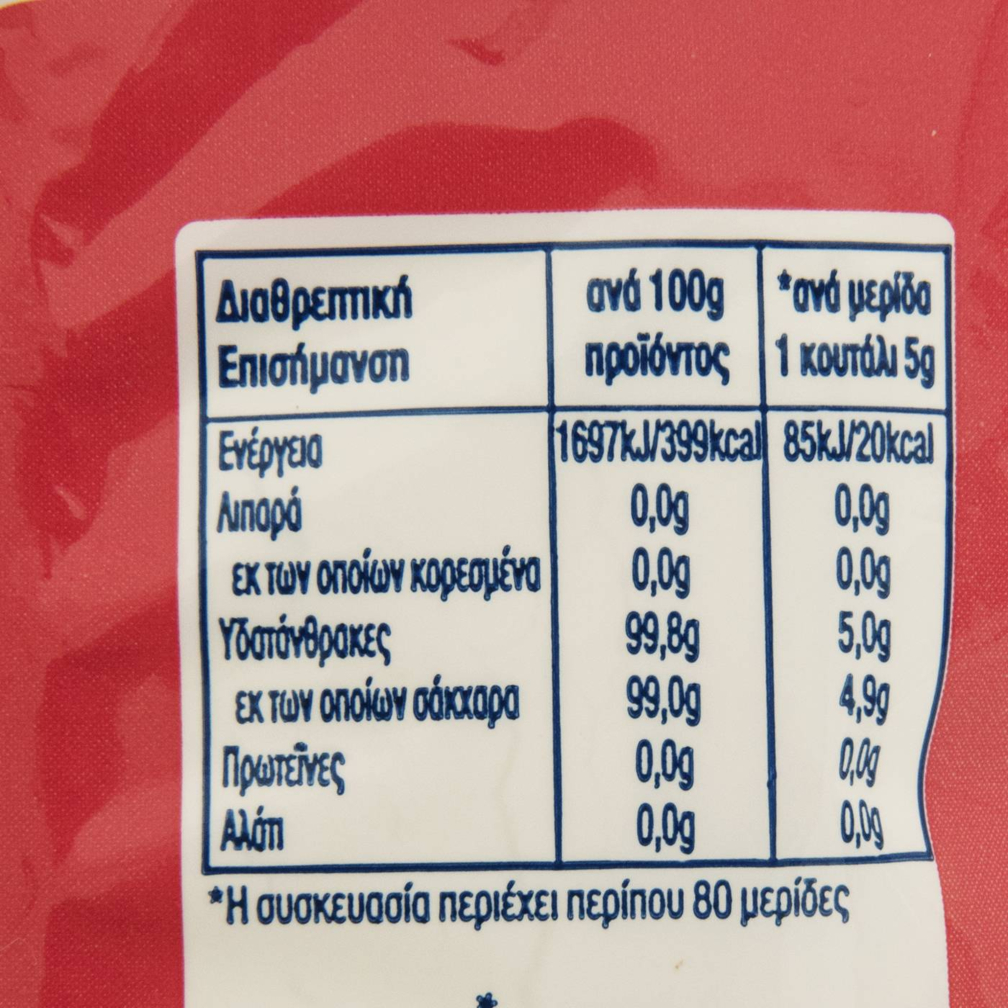 Διαθρεπτική Επισήμανση | ανά 100g προϊόντος | *ανά μερίδα 1 κουτάλι 5g
Ενέργεια 1697kJ/399kcal 85kJ/20kcal
Λιπαρά 0,0g 0,0g
εκ των οποίων κορεσμένα 0,0g 0,0g
Υδατάνθρακες 99,8g 5,0g
εκ των οποίων σάκχαρα 99,0g 4,9g
Πρωτεΐνες 0,0g 0,0g
Αλάτι 0,0g 0,0g
*Η συσκευασία περιέχει περίπου 80 μερίδες
*